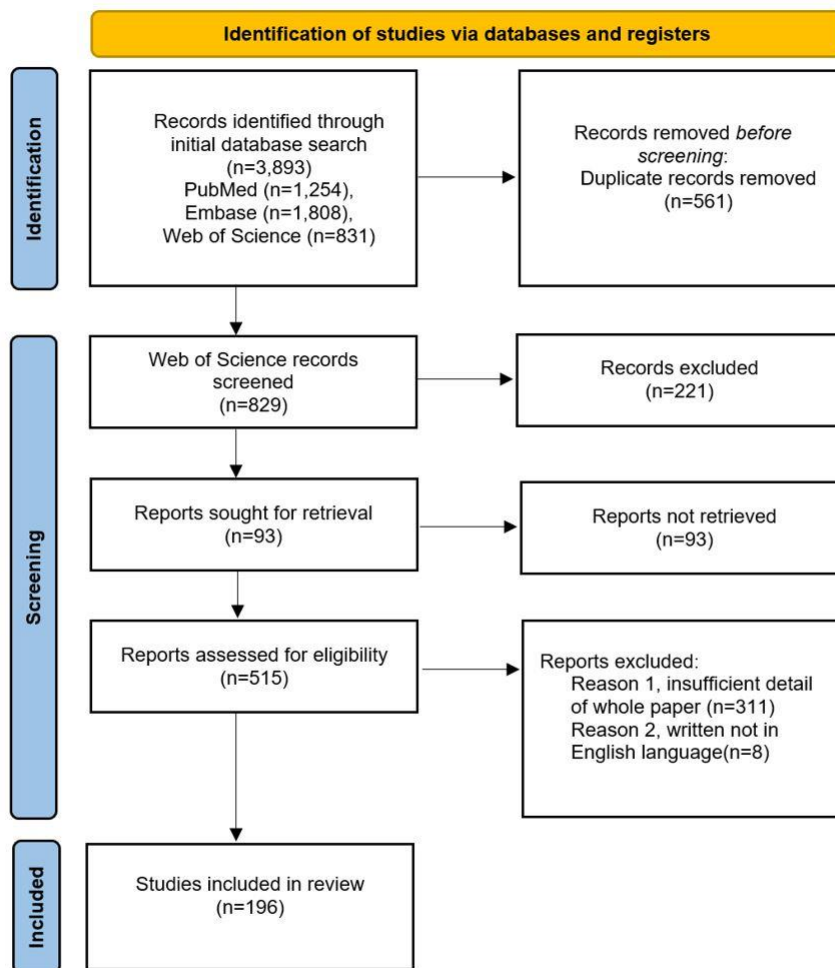 Identification of studies via databases and registers
Identification
Records identified through
initial database search
(n=3,893)
PubMed (n=1,254),
Embase (n=1,808),
Web of Science (n=831)
Records removed before
screening:
Duplicate records removed
(n=561)
Screening
Web of Science records
screened
(n=829)
Records excluded
(n=221)
Reports sought for retrieval
(n=93)
Reports not retrieved
(n=93)
Reports assessed for eligibility
(n=515)
Reports excluded:
Reason 1, insufficient detail
of whole paper (n=311)
Reason 2, written not in
English language(n=8)
Included
Studies included in review
(n=196)